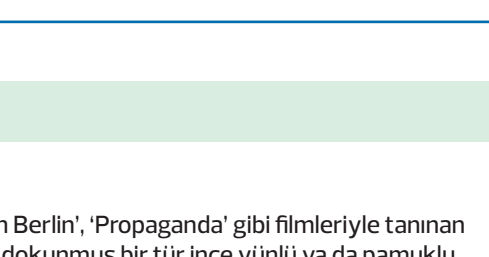 Berlin’, ‘Propaganda’ gibi filmleriyle tanınan
dokunmuş bir tür ince yünlü ya da pamuklu